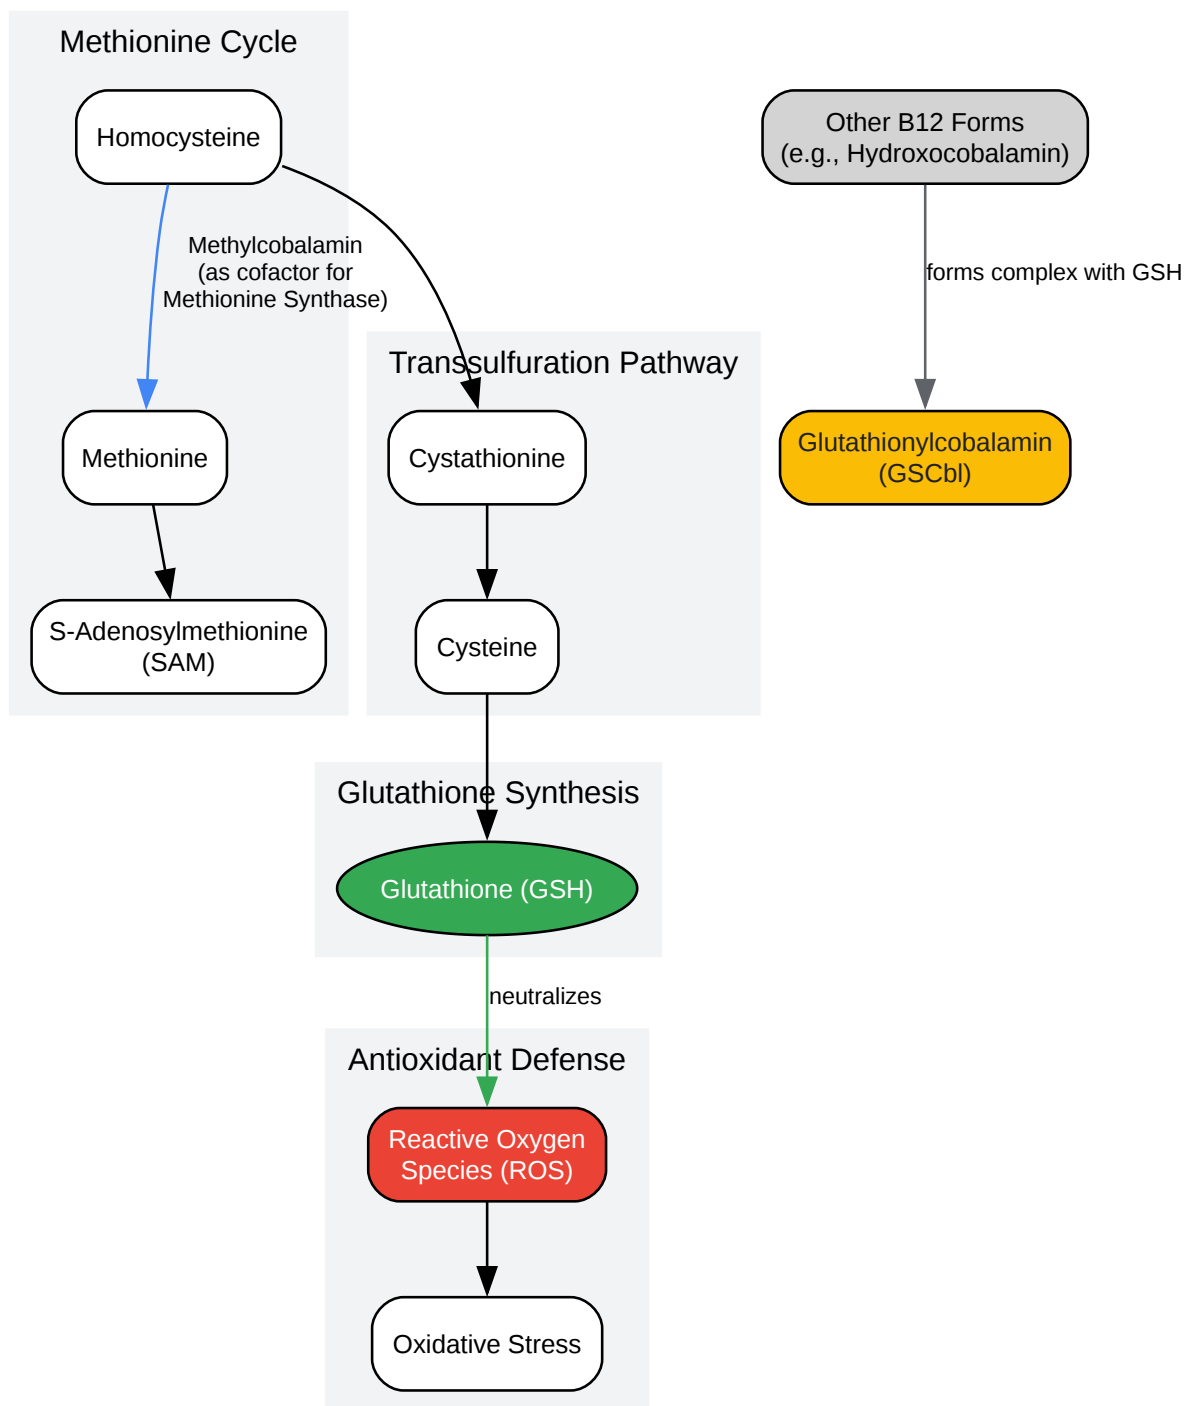 Methionine Cycle
Homocysteine
Other B12 Forms
(e.g., Hydroxocobalamin)
Methylcobalamin
(as cofactor for
Methionine Synthase)
forms complex with GSH
Transsulfuration Pathway
Methionine
Cystathionine
Glutathionylcobalamin
(GSCbl)
S-Adenosylmethionine
(SAM)
Cysteine
Glutathione Synthesis
Glutathione (GSH)
neutralizes
Antioxidant Defense
Reactive Oxygen
Species (ROS)
Oxidative Stress